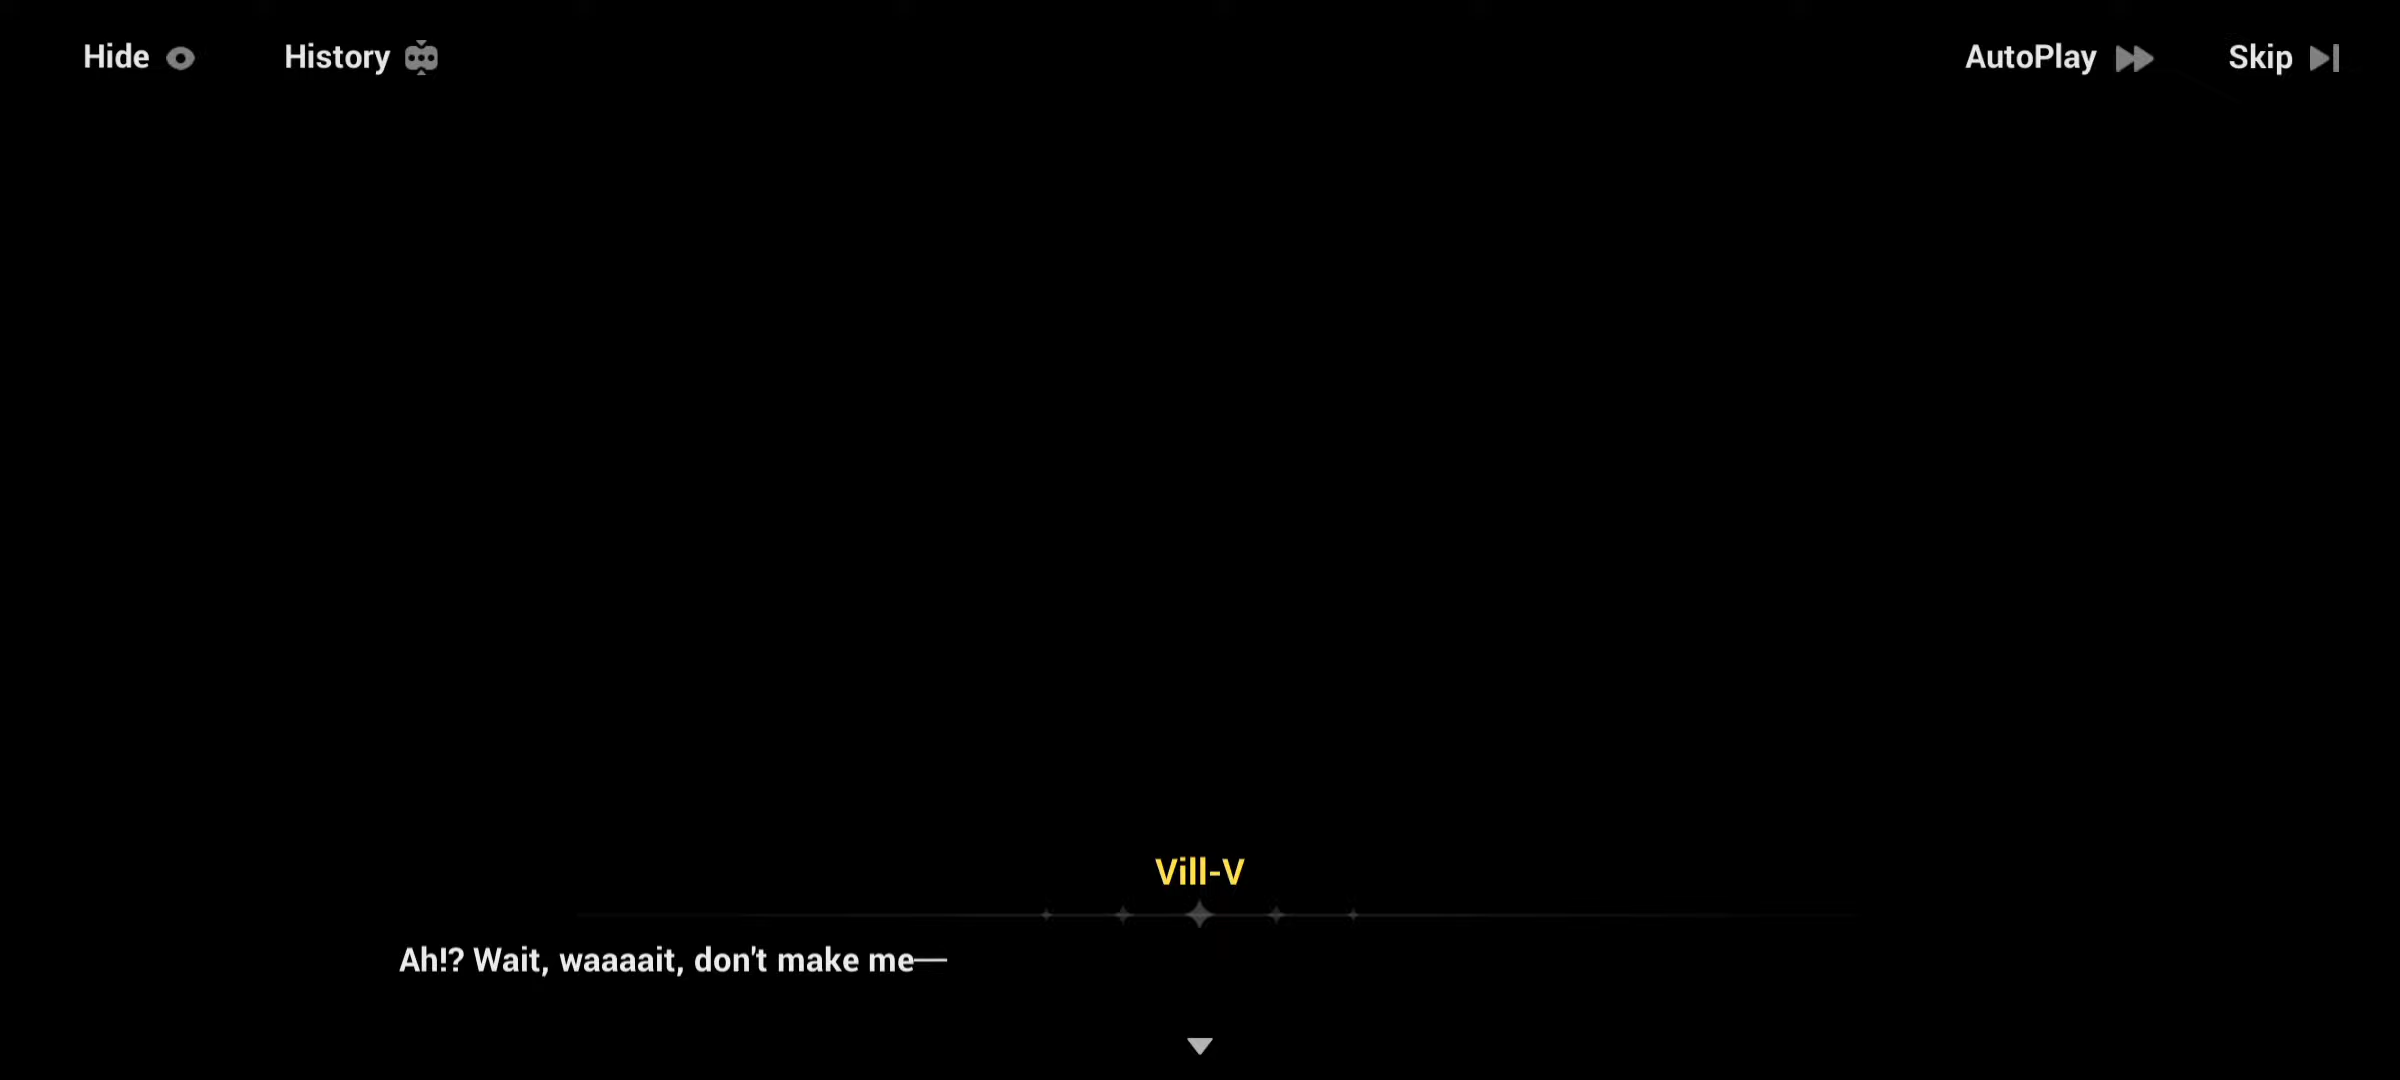 Hide History AutoPlay Skip
Vill-V
Ah!? Wait, waaaait, don't make me—